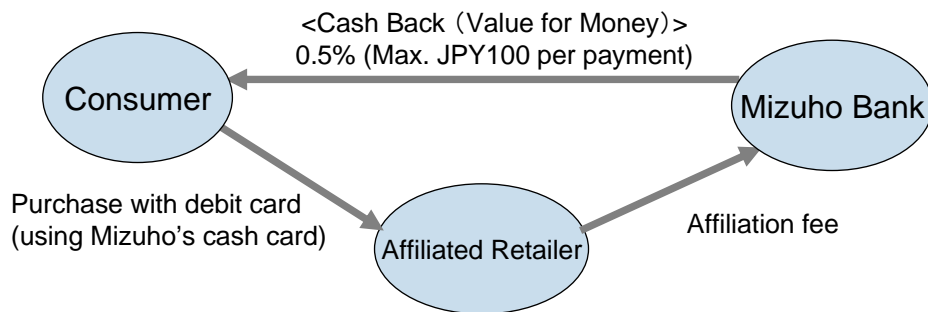 <Cash Back（Value for Money）>
0.5% (Max. JPY100 per payment)
Consumer
Mizuho Bank
Purchase with debit card
(using Mizuho's cash card)
Affiliated Retailer
Affiliation fee